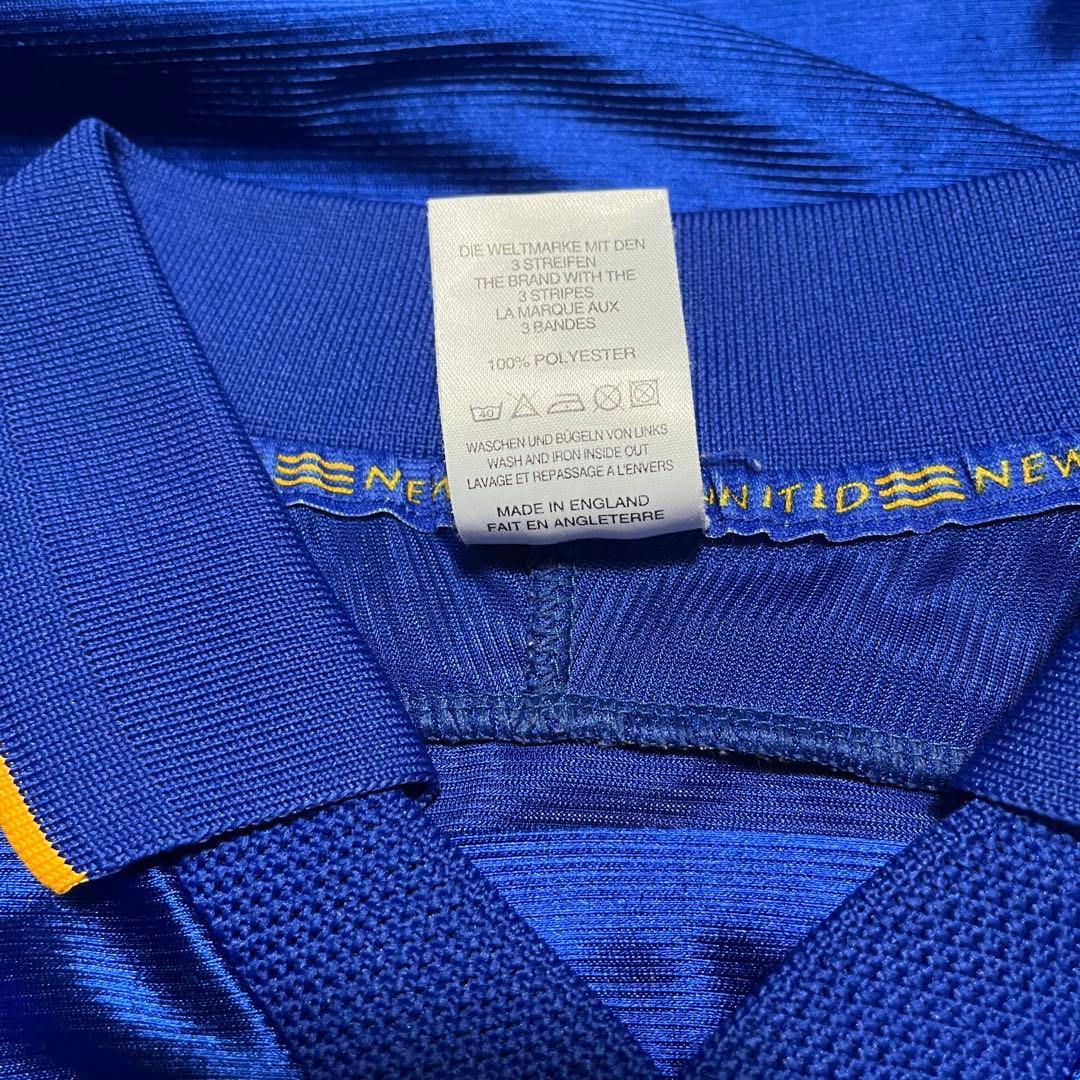 DIE WELTMARKE MIT DEN
3 STREIFEN
THE BRAND WITH THE
3 STRIPES
LA MARQUE AUX
3 BANDES
100% POLYESTER
40
WASCHEN UND BÜGELN VON LINKS
WASH AND IRON INSIDE OUT
LAVAGE ET REPASSAGE A L'ENVERS
MADE IN ENGLAND
FAIT EN ANGLETERRE
NEW NITED NEW